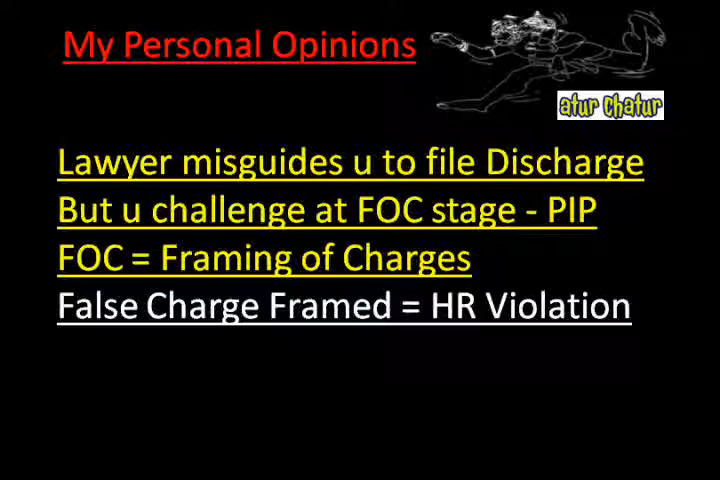 My Personal Opinions
atur chatur
Lawyer misguides u to file Discharge
But u challenge at FOC stage - PIP
FOC = Framing of Charges
False Charge Framed = HR Violation